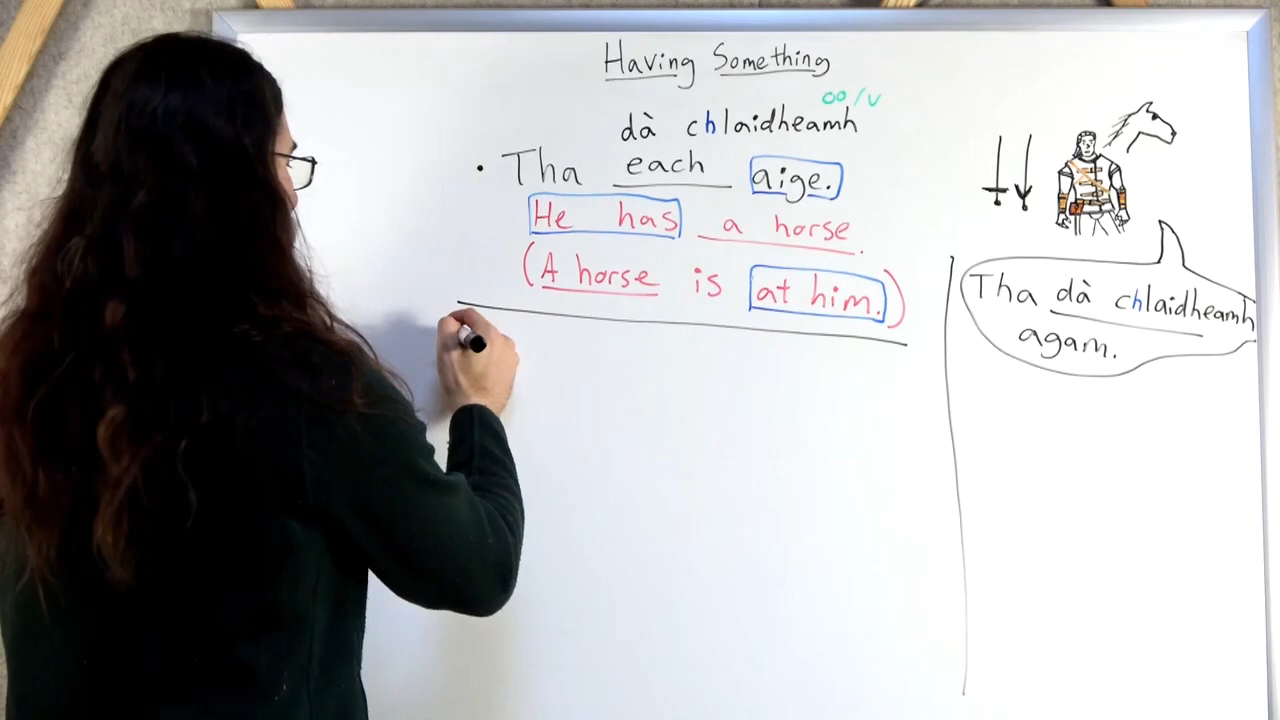 Having Something
oo/v
dà chlaidheamh
• Tha each aige.
He has a horse.
(A horse is at him.)
Tha dà chlaidheamh
agam.